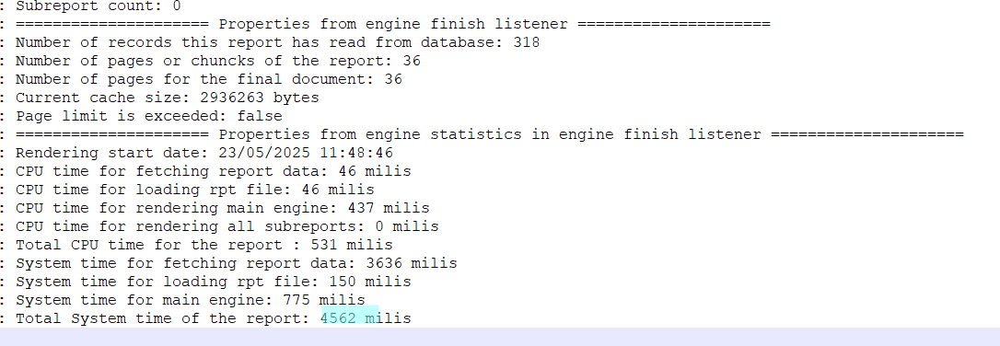 : Subreport count: 0
: ===================== Properties from engine finish listener =====================
: Number of records this report has read from database: 318
: Number of pages or chuncks of the report: 36
: Number of pages for the final document: 36
: Current cache size: 2936263 bytes
: Page limit is exceeded: false
: ===================== Properties from engine statistics in engine finish listener =====================
: Rendering start date: 23/05/2025 11:48:46
: CPU time for fetching report data: 46 milis
: CPU time for loading rpt file: 46 milis
: CPU time for rendering main engine: 437 milis
: CPU time for rendering all subreports: 0 milis
: Total CPU time for the report : 531 milis
: System time for fetching report data: 3636 milis
: System time for loading rpt file: 150 milis
: System time for main engine: 775 milis
: Total System time of the report: 4562 milis